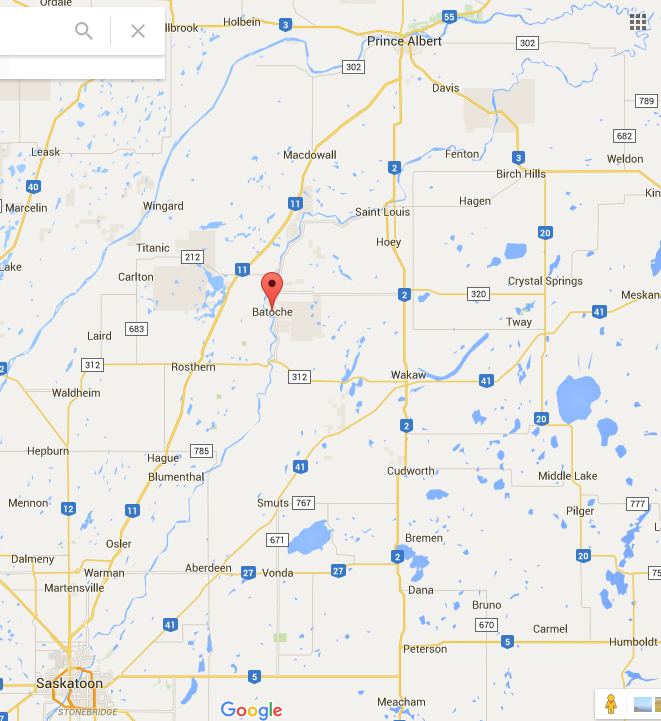 Ordale
55
Holbein
3
llbrook
Prince Albert
302
302
Davis
789
682
Leask
Macdowall
Fenton
3
Weldon
2
Birch Hills
40
Kin
11
Hagen
Marcelin
Wingard
Saint Louis
20
Titanic
Hoey
212
Lake
11
Carlton
Crystal Springs
2
320
Meskana
Batoche
41
Tway
683
Laird
312
Rosthern
2
312
Wakaw
41
Waldheim
20
2
Hepburn
785
Hague
41
Cudworth
Blumenthal
Middle Lake
Mennon
12
11
Smuts
767
777
Pilger
L
Osler
671
Bremen
Dalmeny
2
20
Warman
Aberdeen
27
Vonda
27
75
Martensville
Dana
Bruno
41
670
Carmel
Peterson
5
Humboldt
Saskatoon
5
STONEBRIDGE
Google
Meacham